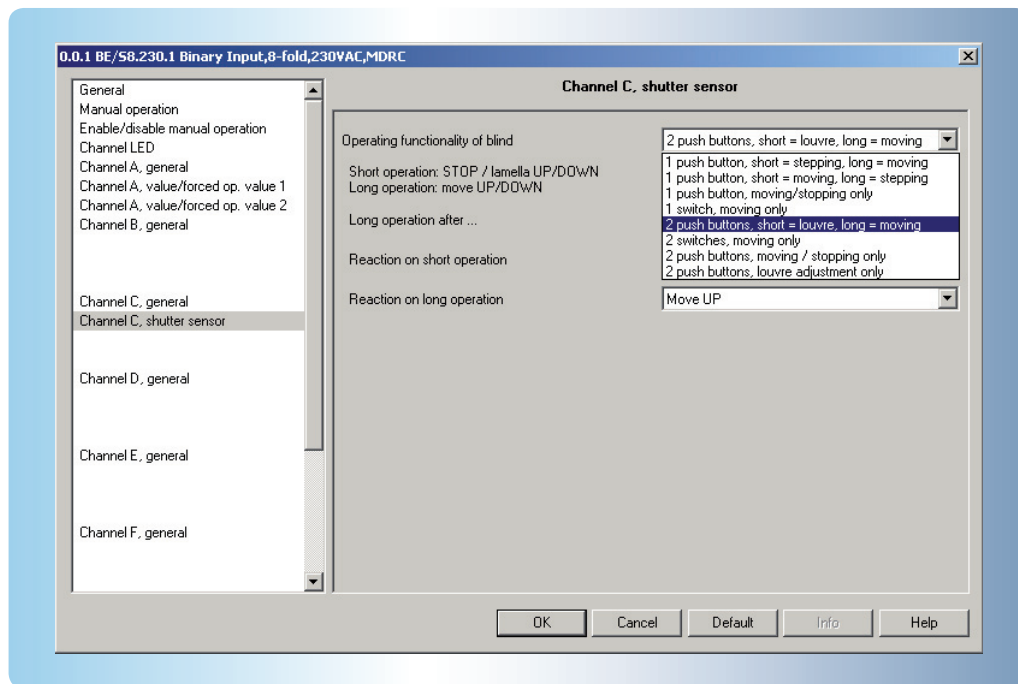 0.0.1 BE/S8.230.1 Binary Input,8-fold,230VAC,MDRC
General
Manual operation
Enable/disable manual operation
Channel LED
Channel A, general
Channel A, value/forced op. value 1
Channel A, value/forced op. value 2
Channel B, general
Channel C, general
Channel C, shutter sensor
Channel D, general
Channel E, general
Channel F, general
Channel C, shutter sensor
Operating functionality of blind
2 push buttons, short = louvre, long = moving
Short operation: STOP / lamella UP/DOWN
Long operation: move UP/DOWN
Long operation after ...
Reaction on short operation
Reaction on long operation
1 push button, short = stepping, long = moving
1 push button, short = moving, long = stepping
1 push button, moving/stopping only
1 switch, moving only
2 push buttons, short = louvre, long = moving
2 switches, moving only
2 push buttons, moving / stopping only
2 push buttons, louvre adjustment only
Move UP
OK
Cancel
Default
Info
Help